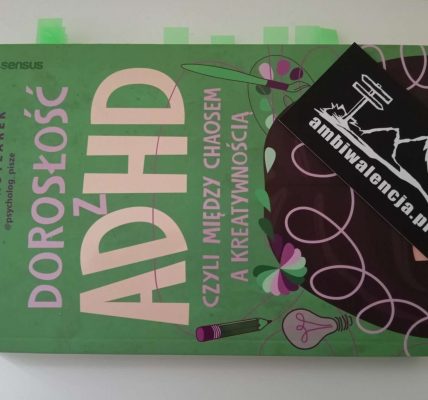 sensus
@psycholog_pisze
DOROSŁOŚĆ
Z
ADHD
CZYLI MIĘDZY CHAOSEM
A KREATYWNOŚCIĄ
ambiwalencja.pl